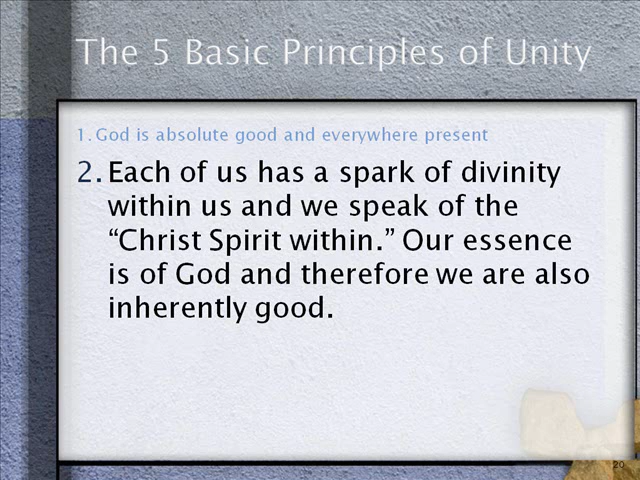 The 5 Basic Principles of Unity
1. God is absolute good and everywhere present
2. Each of us has a spark of divinity
within us and we speak of the
“Christ Spirit within.” Our essence
is of God and therefore we are also
inherently good.
20